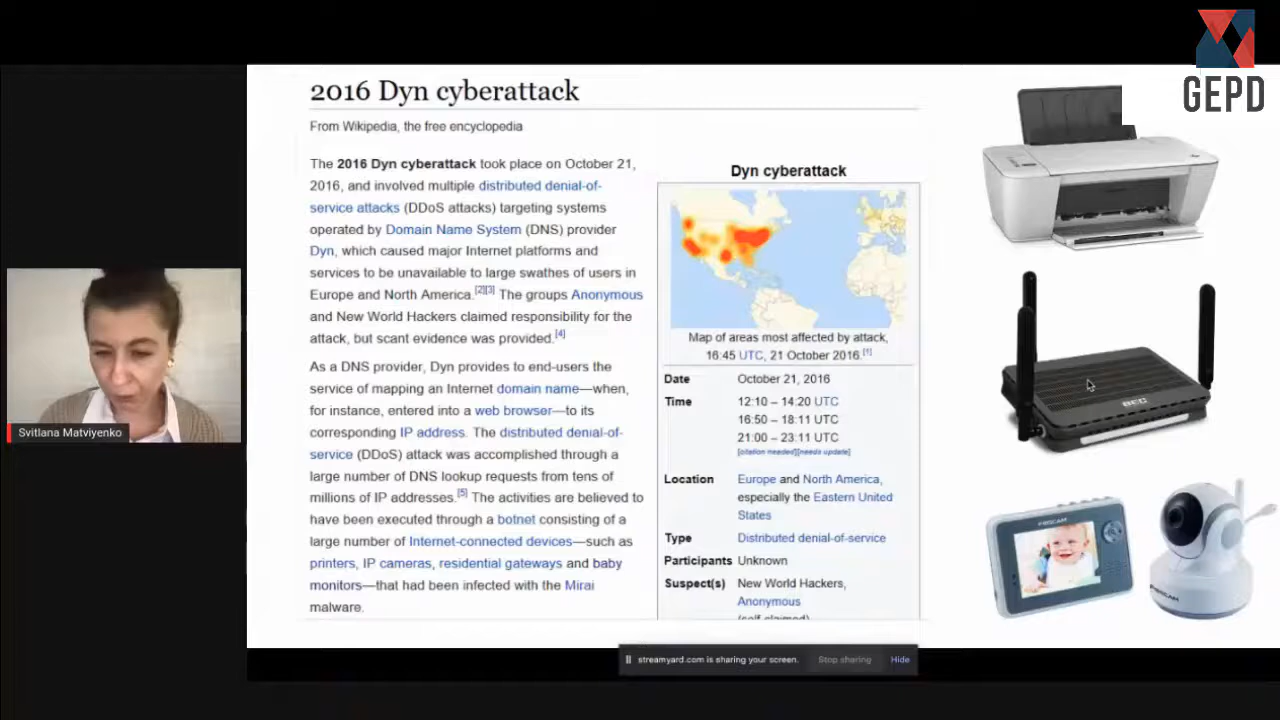 GEPD
2016 Dyn cyberattack
From Wikipedia, the free encyclopedia
The 2016 Dyn cyberattack took place on October 21,
2016, and involved multiple distributed denial-of-
service attacks (DDoS attacks) targeting systems
operated by Domain Name System (DNS) provider
Dyn, which caused major Internet platforms and
services to be unavailable to large swathes of users in
Europe and North America.[2][3] The groups Anonymous
and New World Hackers claimed responsibility for the
attack, but scant evidence was provided.[4]
As a DNS provider, Dyn provides to end-users the
service of mapping an Internet domain name—when,
for instance, entered into a web browser—to its
corresponding IP address. The distributed denial-of-
service (DDoS) attack was accomplished through a
large number of DNS lookup requests from tens of
millions of IP addresses.[5] The activities are believed to
have been executed through a botnet consisting of a
large number of Internet-connected devices—such as
printers, IP cameras, residential gateways and baby
monitors—that had been infected with the Mirai
malware.
Dyn cyberattack
Map of areas most affected by attack,
16:45 UTC, 21 October 2016.[1]
Date October 21, 2016
Time 12:10 – 14:20 UTC
16:50 – 18:11 UTC
21:00 – 23:11 UTC
[citation needed][needs update]
Location Europe and North America,
especially the Eastern United
States
Type Distributed denial-of-service
Participants Unknown
Suspect(s) New World Hackers,
Anonymous
(self-claimed)
BEC
FOSCAM
FOSCAM
Svitlana Matviyenko
streamyard.com is sharing your screen.
Stop sharing
Hide